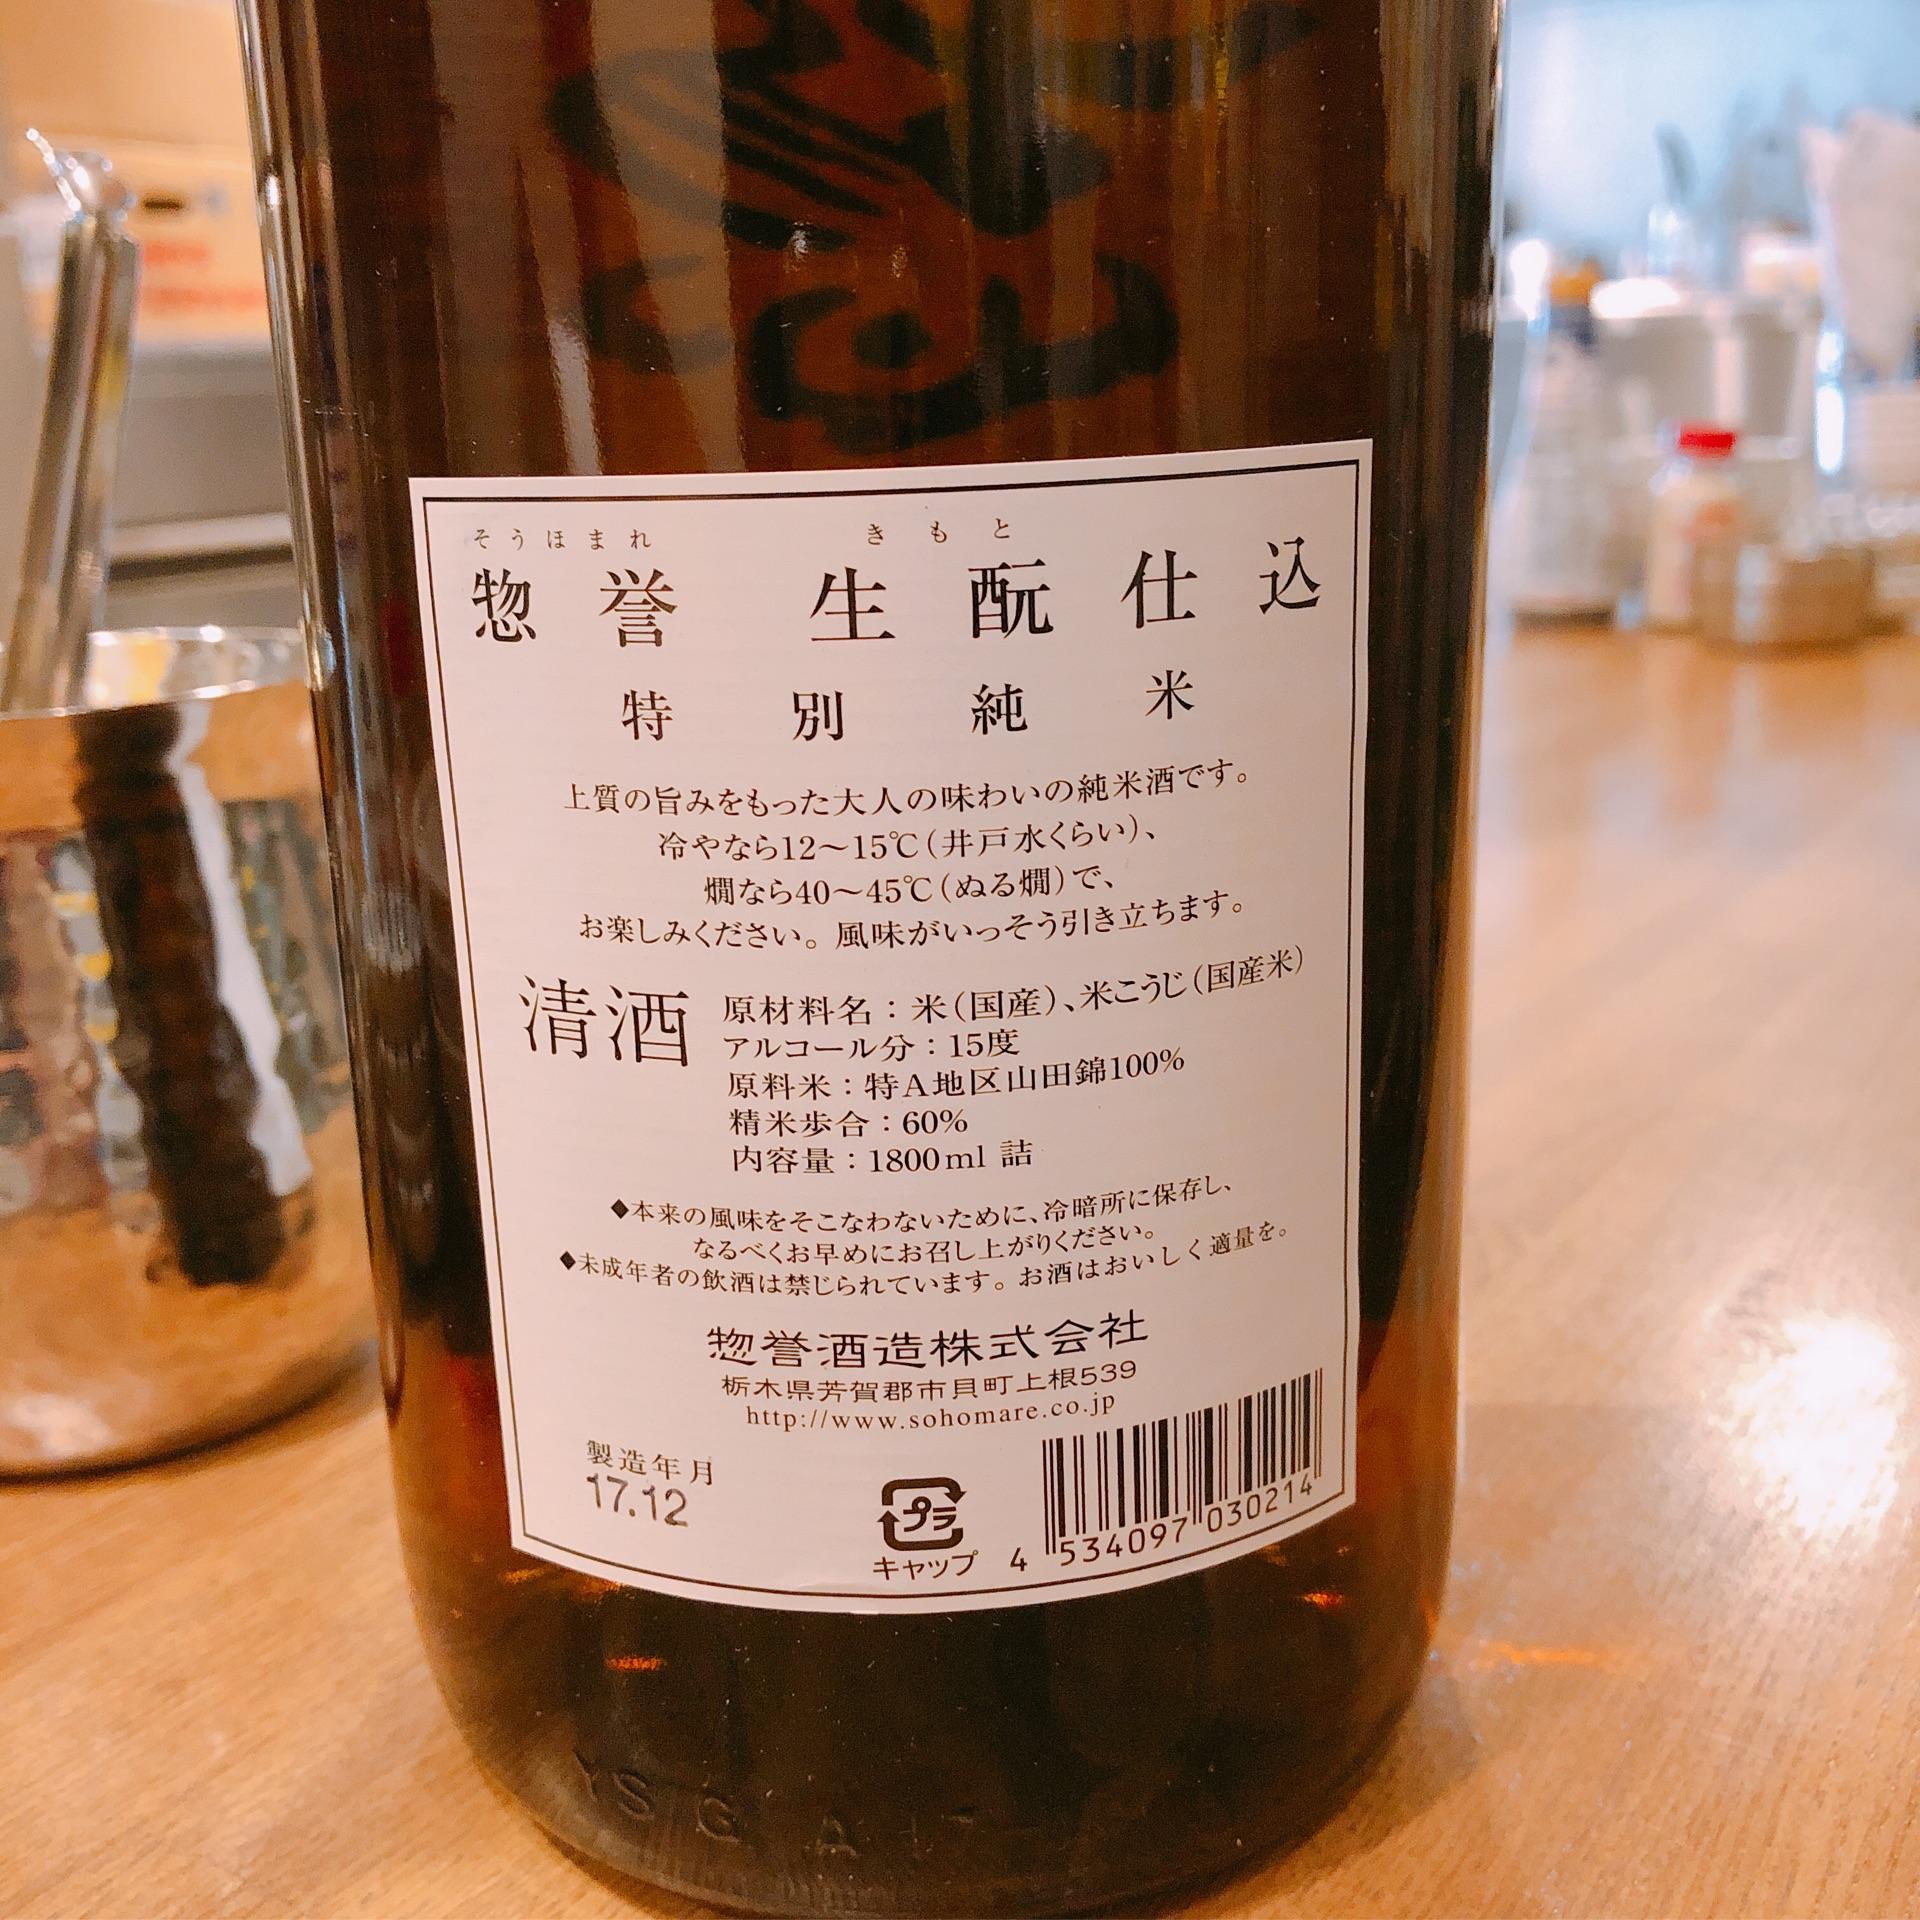 そうほまれ きもと
惣誉 生酛仕込
特別純米
上質の旨みをもった大人の味わいの純米酒です。
冷やなら12～15℃(井戸水くらい)、
燗なら40～45℃(ぬる燗)で、
お楽しみください。風味がいっそう引き立ちます。
清酒
原材料名：米(国産)、米こうじ(国産米)
アルコール分：15度
原料米：特A地区山田錦100%
精米歩合：60%
内容量：1800ml 詰
◆本来の風味をそこなわないために、冷暗所に保存し、
なるべくお早めにお召し上がりください。
◆未成年者の飲酒は禁じられています。お酒はおいしく適量を。
惣誉酒造株式会社
栃木県芳賀郡市貝町上根539
http://www.sohomare.co.jp
製造年月
17.12
プラ
キャップ
4 534097 030214